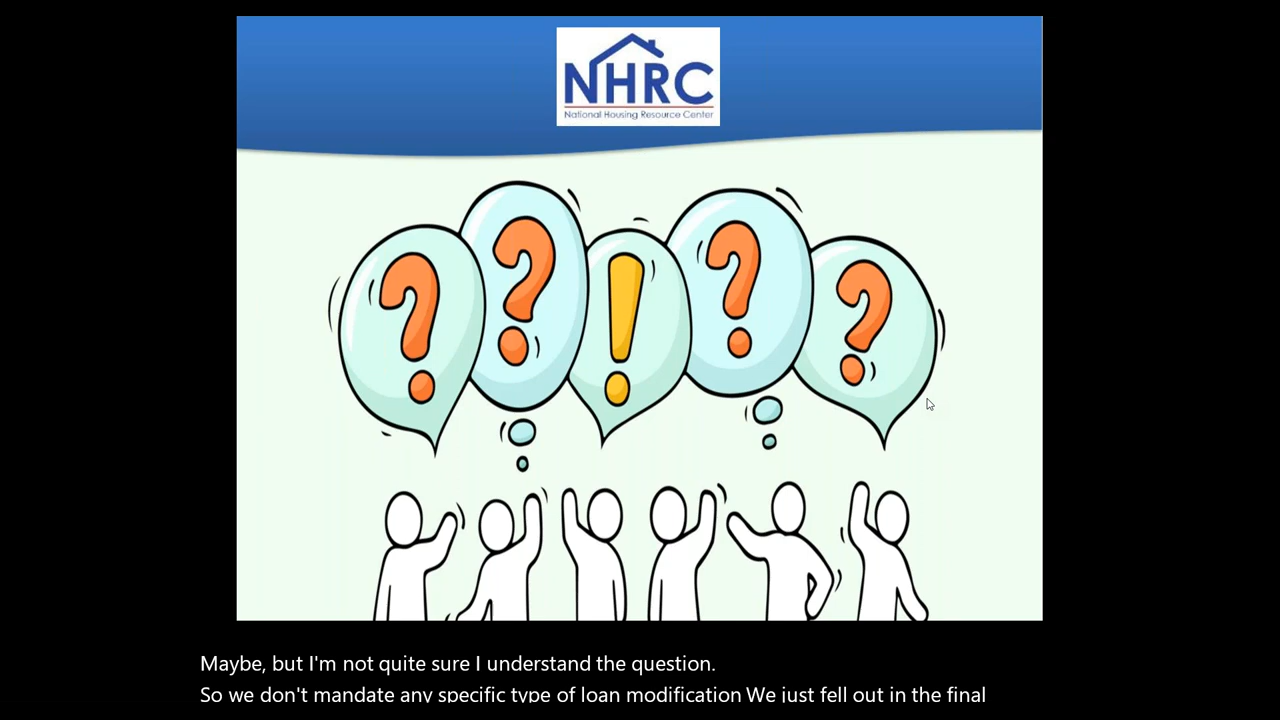 NHRC
National Housing Resource Center
? ? ! ? ?
Maybe, but I'm not quite sure I understand the question.
So we don't mandate any specific type of loan modification We just fell out in the final